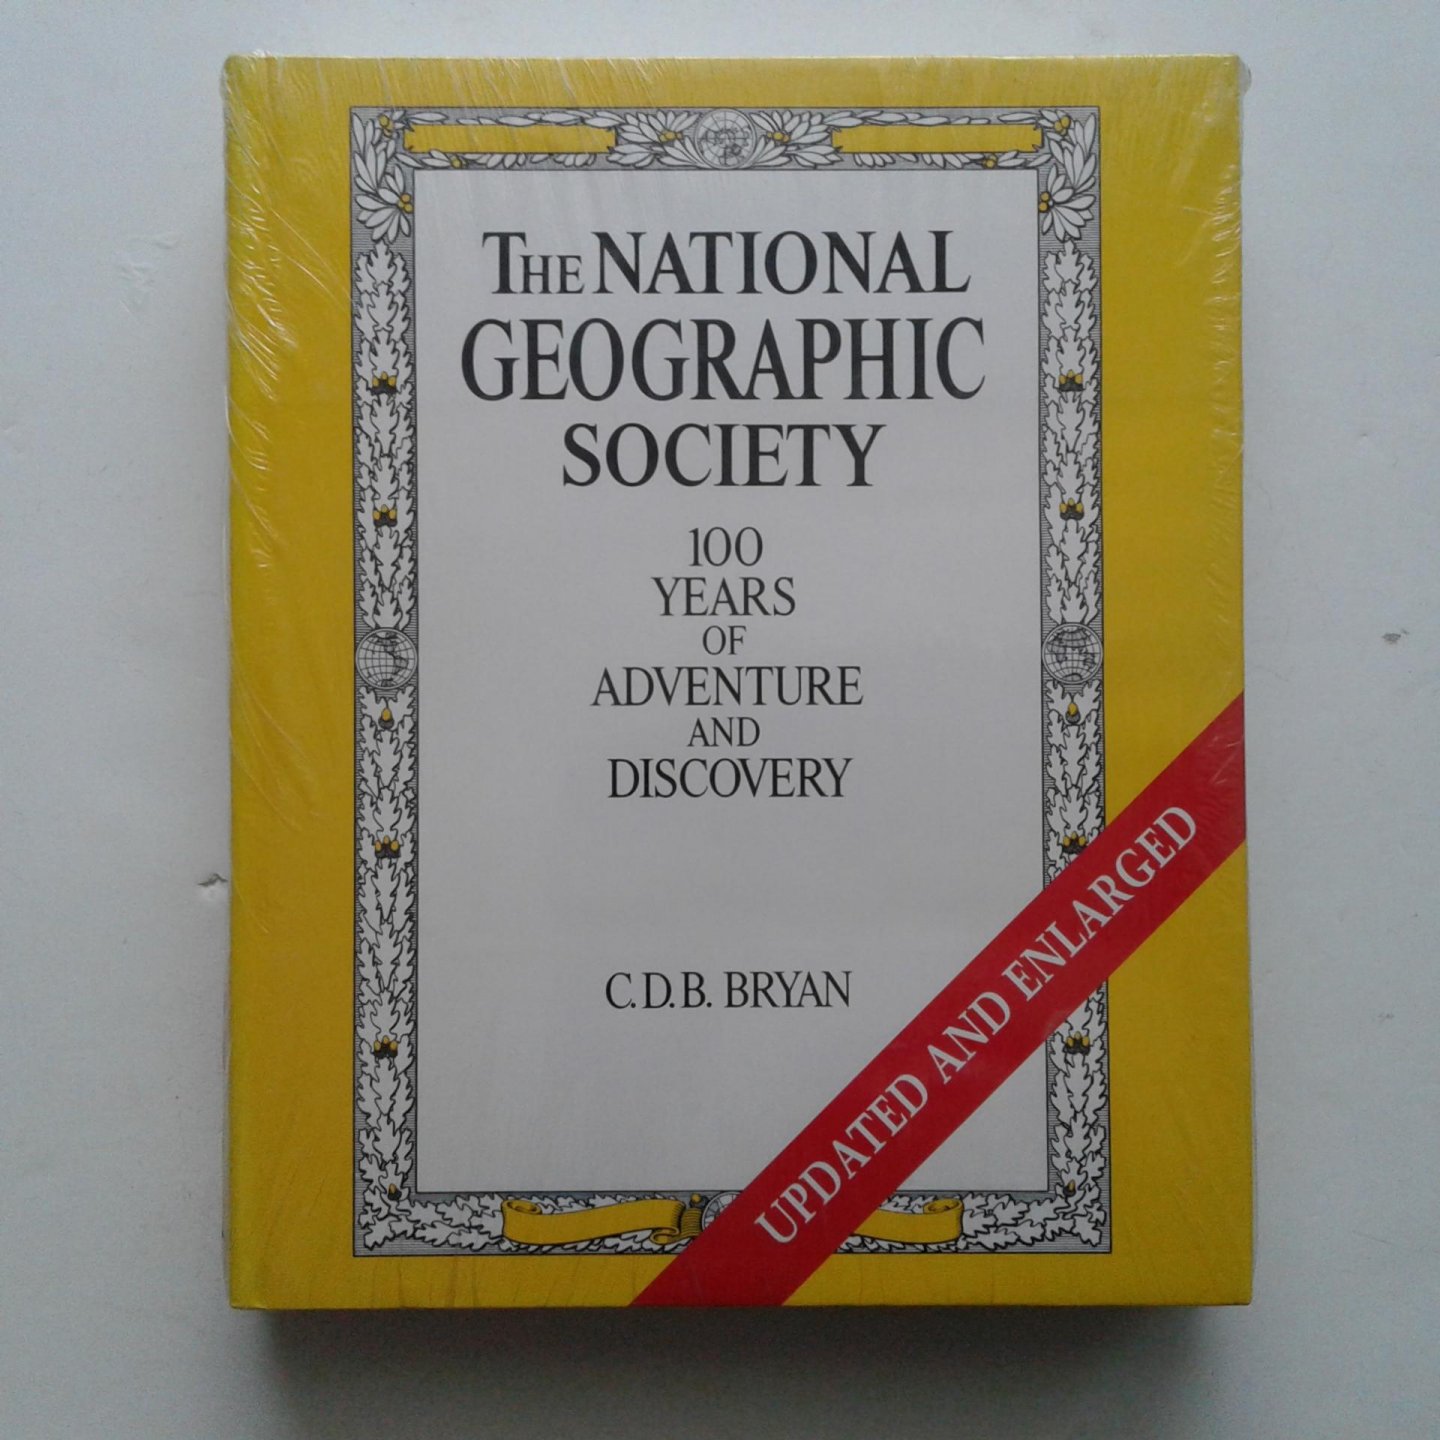 The NATIONAL
GEOGRAPHIC
SOCIETY
100
YEARS
OF
ADVENTURE
AND
DISCOVERY
C.D.B. BRYAN
UPDATED AND ENLARGED